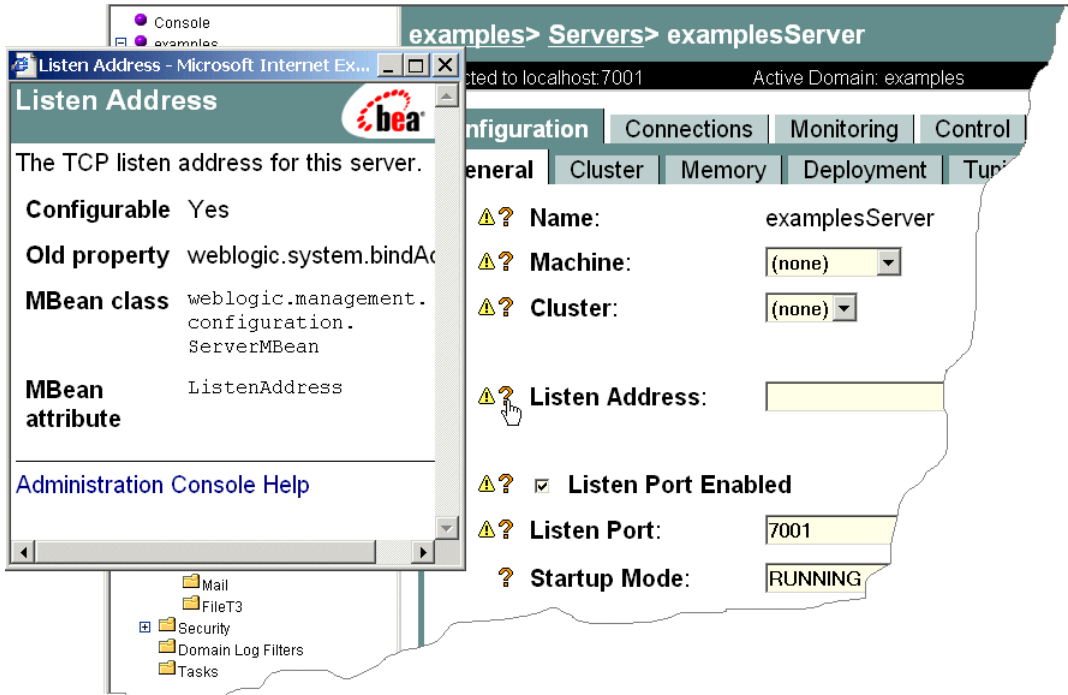 Console
examples
examples> Servers> examplesServer
Listen Address - Microsoft Internet Ex...
cted to localhost:7001 Active Domain: examples
Listen Address
bea
nfiguration Connections Monitoring Control
The TCP listen address for this server.
eneral Cluster Memory Deployment Tuni
Configurable Yes
Name: examplesServer
Old property weblogic.system.bindAd
Machine: (none)
MBean class weblogic.management.
configuration.
ServerMBean
Cluster: (none)
MBean
attribute
ListenAddress
Listen Address:
Administration Console Help
Listen Port Enabled
Listen Port: 7001
Startup Mode: RUNNING
Mail
FileT3
Security
Domain Log Filters
Tasks